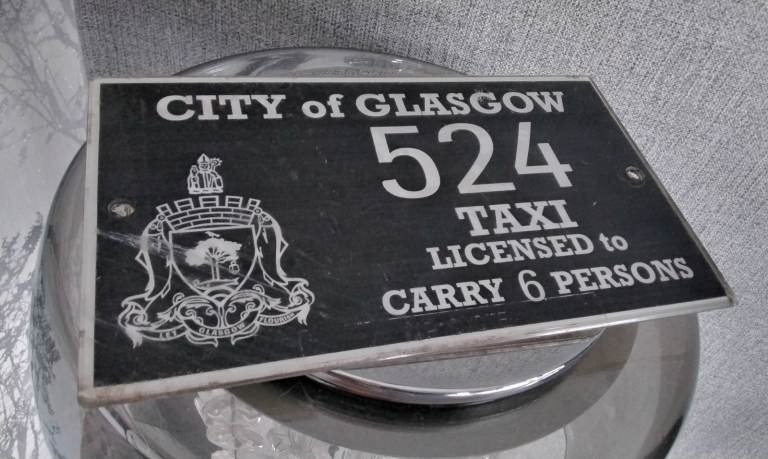 CITY of GLASGOW
524
TAXI
LICENSED to
CARRY 6 PERSONS
LET GLASGOW FLOURISH